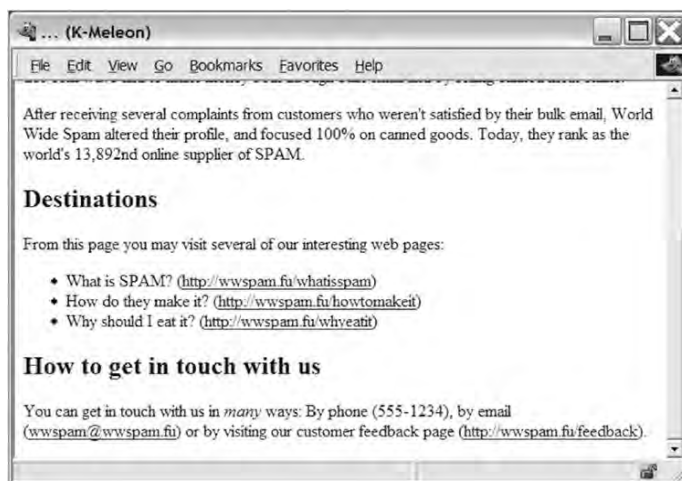 ... (K-Meleon)
File Edit View Go Bookmarks Favorites Help
After receiving several complaints from customers who weren't satisfied by their bulk email, World
Wide Spam altered their profile, and focused 100% on canned goods. Today, they rank as the
world's 13,892nd online supplier of SPAM.
Destinations
From this page you may visit several of our interesting web pages:
• What is SPAM? (http://wwspam.fu/whatisspam)
• How do they make it? (http://wwspam.fu/howtomakeit)
• Why should I eat it? (http://wwspam.fu/whyeatit)
How to get in touch with us
You can get in touch with us in many ways: By phone (555-1234), by email
(wwspam@wwspam.fu) or by visiting our customer feedback page (http://wwspam.fu/feedback).